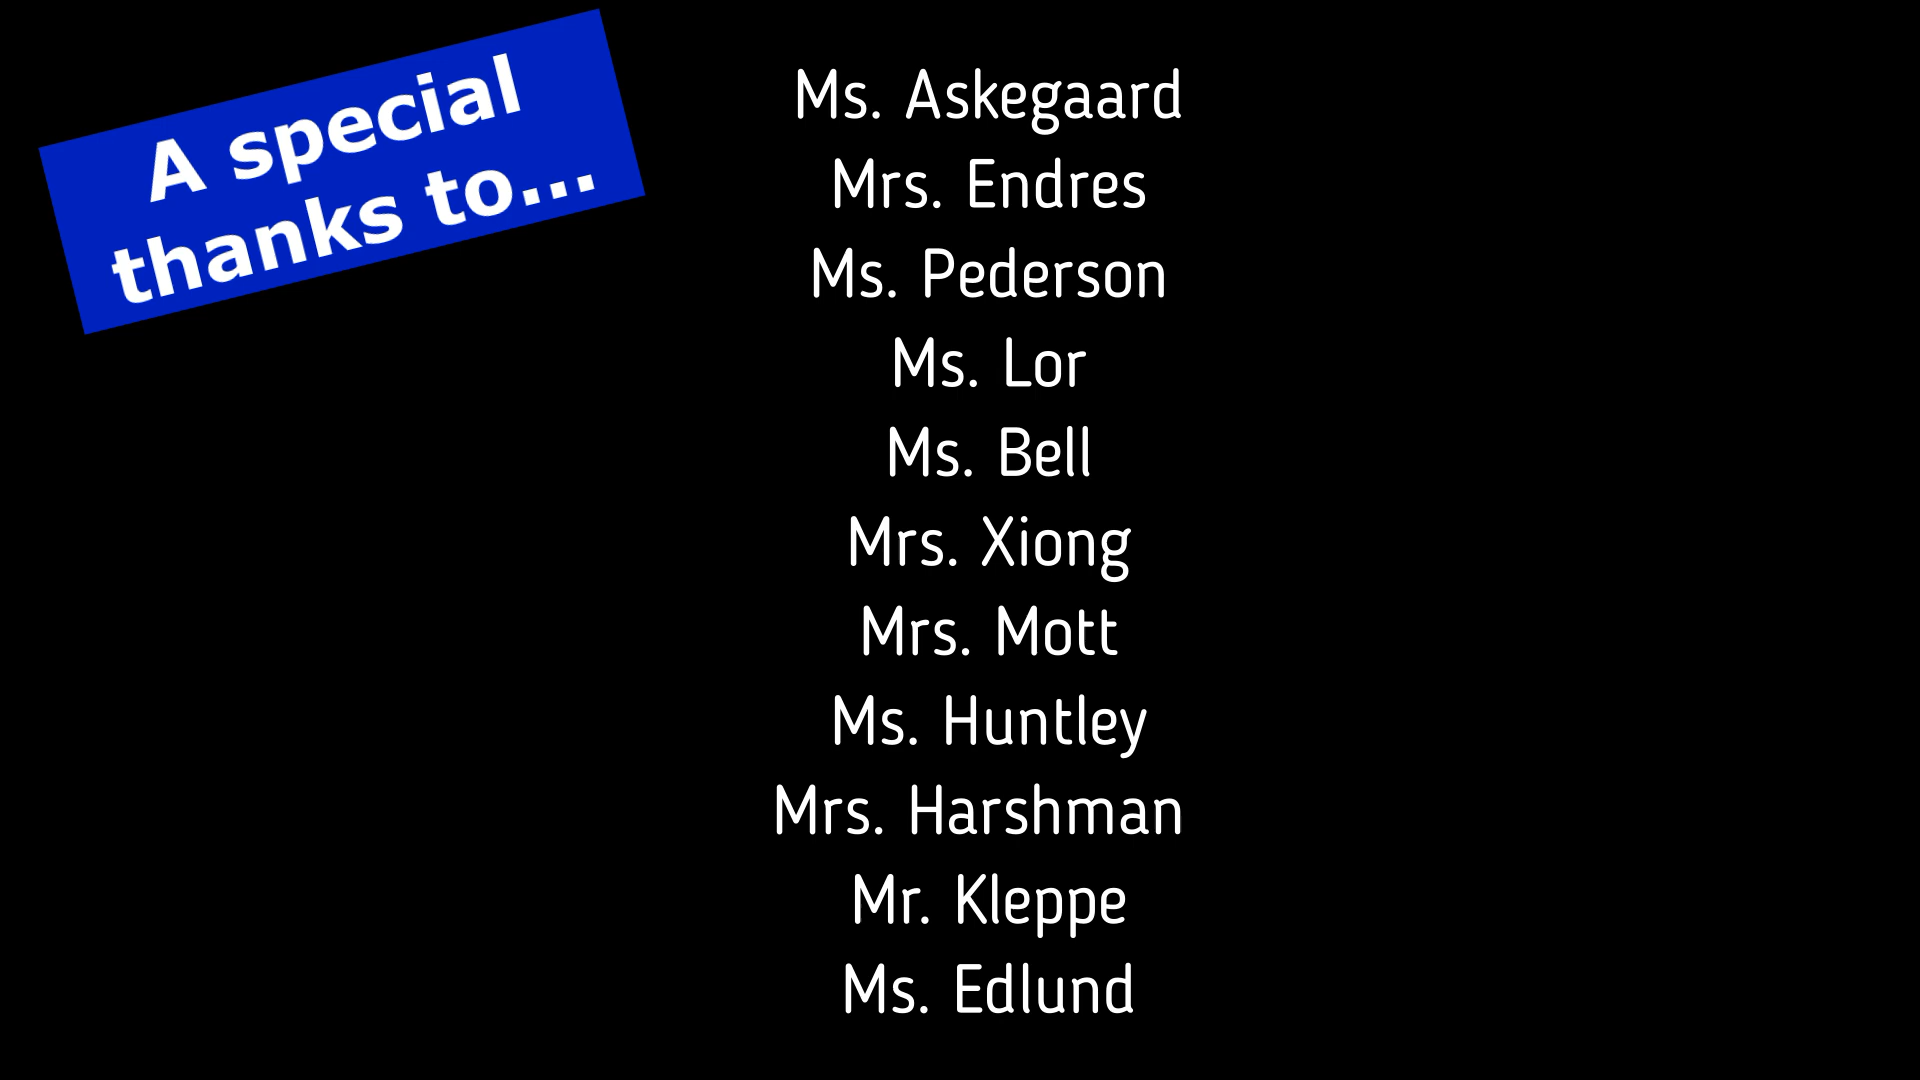 A special
thanks to...
Ms. Askegaard
Mrs. Endres
Ms. Pederson
Ms. Lor
Ms. Bell
Mrs. Xiong
Mrs. Mott
Ms. Huntley
Mrs. Harshman
Mr. Kleppe
Ms. Edlund